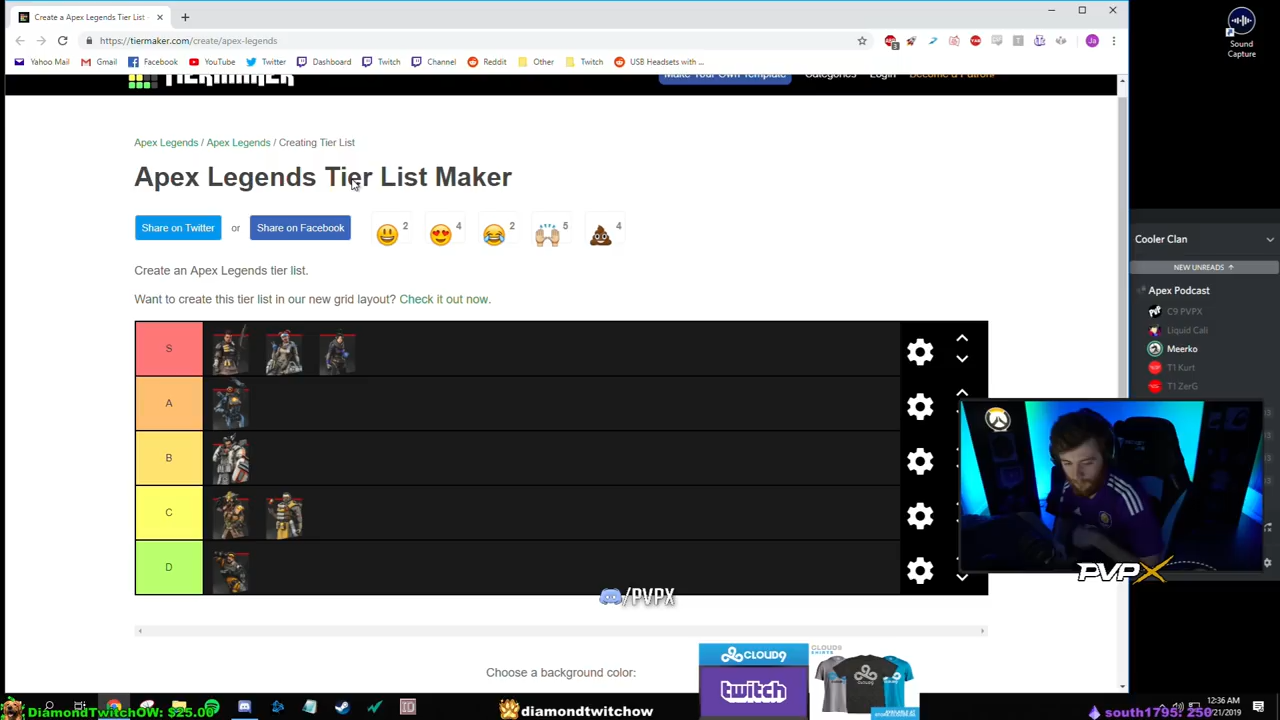 Create a Apex Legends Tier List
https://tiermaker.com/create/apex-legends
3
Ja
Yahoo Mail
Gmail
Facebook
YouTube
Twitter
Dashboard
Twitch
Channel
Reddit
Other
Twitch
USB Headsets with ...
TIERMAKER
Make Your Own Template
Categories
Login
Become a Patron!
Apex Legends / Apex Legends / Creating Tier List
Apex Legends Tier List Maker
Share on Twitter
or
Share on Facebook
2
4
2
5
4
Create an Apex Legends tier list.
Want to create this tier list in our new grid layout? Check it out now.
S
A
B
C
D
/PVPX
Choose a background color:
CLOUD9
twitch
CLOUD9
SHIRTS
Sound
Capture
Cooler Clan
NEW UNREADS
Apex Podcast
C9 PVPX
Liquid Cali
Meerko
T1 Kurt
T1 ZerG
PVPX
DiamondTwitchOW: $25.00
diamondtwitchow
south1795: 250
12:36 AM